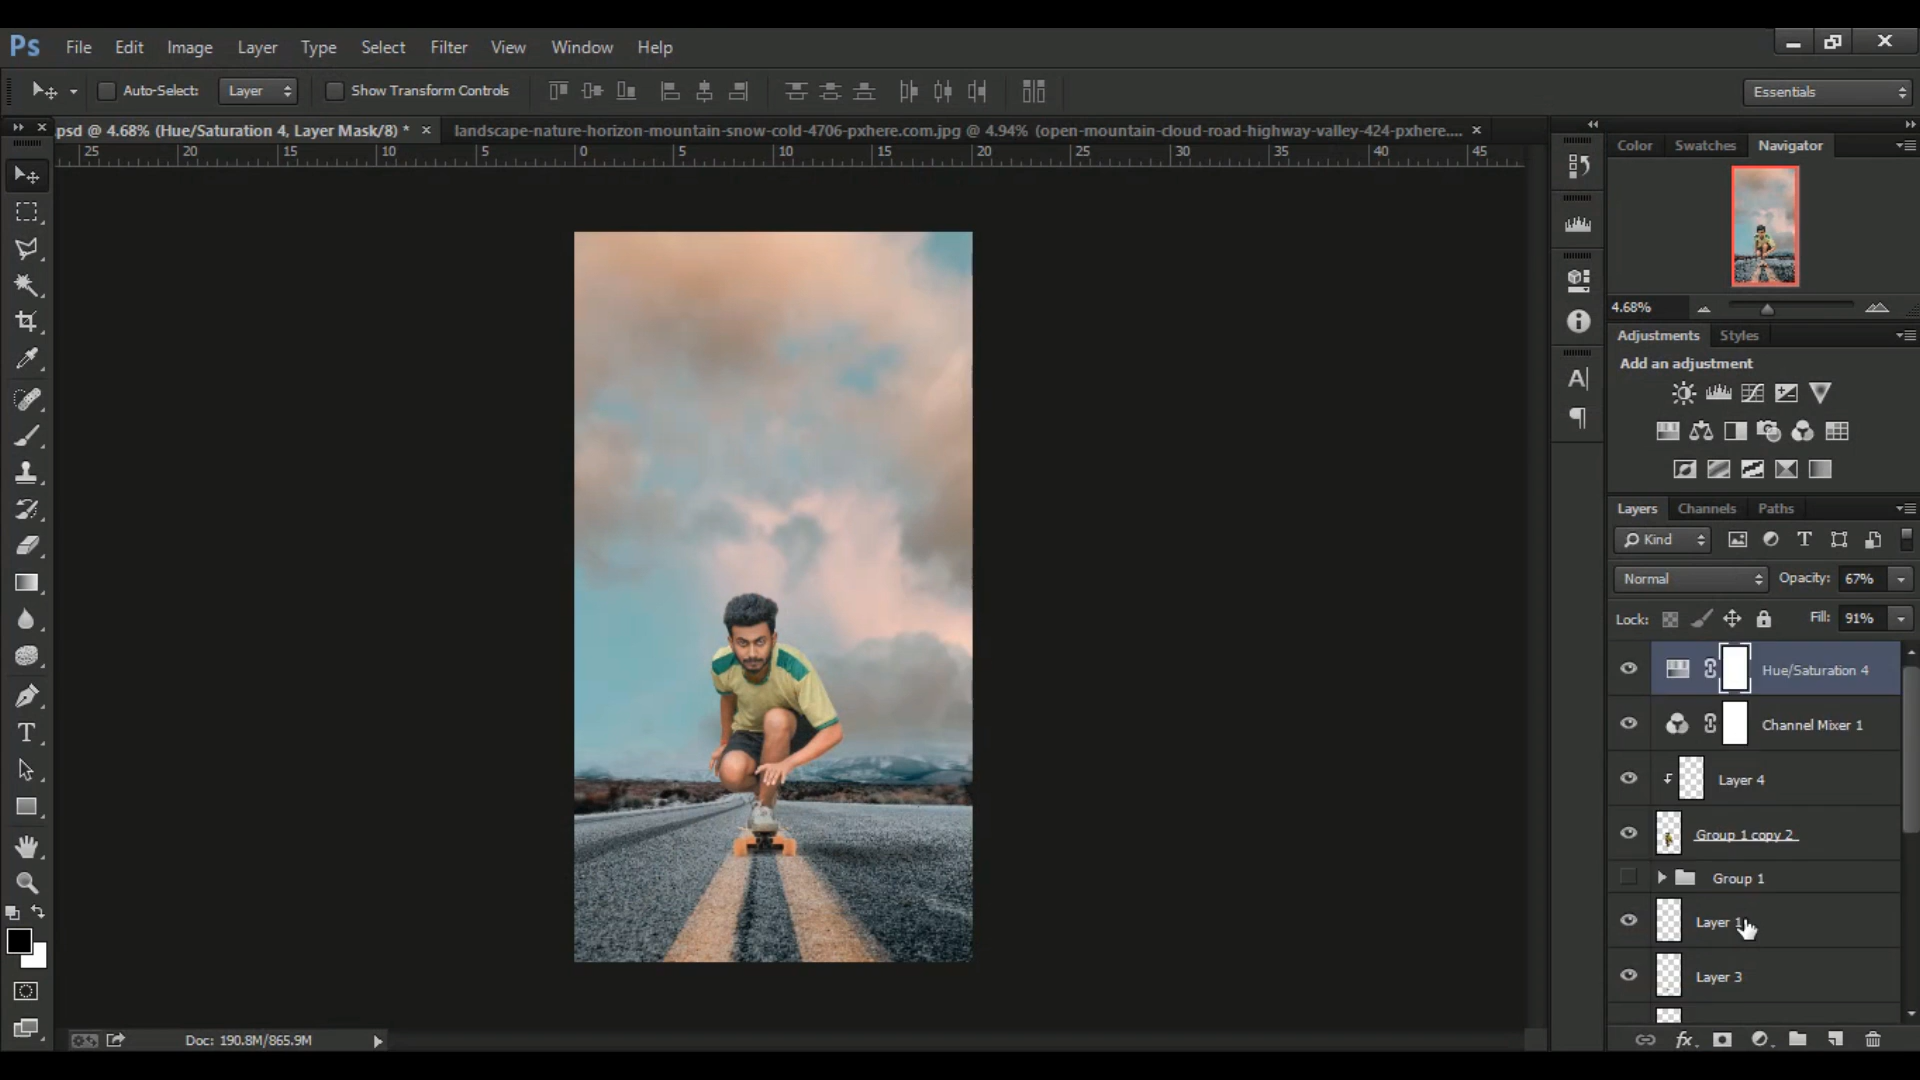 Ps File Edit Image Layer Type Select Filter View Window Help
Auto-Select: Layer Show Transform Controls Essentials
.psd @ 4.68% (Hue/Saturation 4, Layer Mask/8) * × landscape-nature-horizon-mountain-snow-cold-4706-pxhere.com.jpg @ 4.94% (open-mountain-cloud-road-highway-valley-424-pxhere.... ×
25 20 15 10 5 0 5 10 15 20 25 30 35 40 45
Color Swatches Navigator
4.68%
Adjustments Styles
Add an adjustment
Layers Channels Paths
Kind
Normal Opacity: 67%
Lock: Fill: 91%
Hue/Saturation 4
Channel Mixer 1
Layer 4
Group 1 copy 2
Group 1
Layer 1
Layer 3
Doc: 190.8M/865.9M